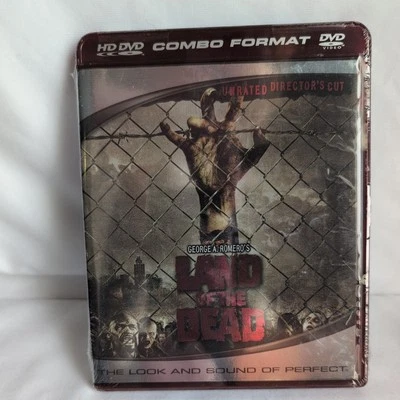 HD DVD COMBO FORMAT DVD VIDEO
UNRATED DIRECTOR'S CUT
GEORGE A. ROMERO'S
LAND
OF THE
DEAD
THE LOOK AND SOUND OF PERFECT.